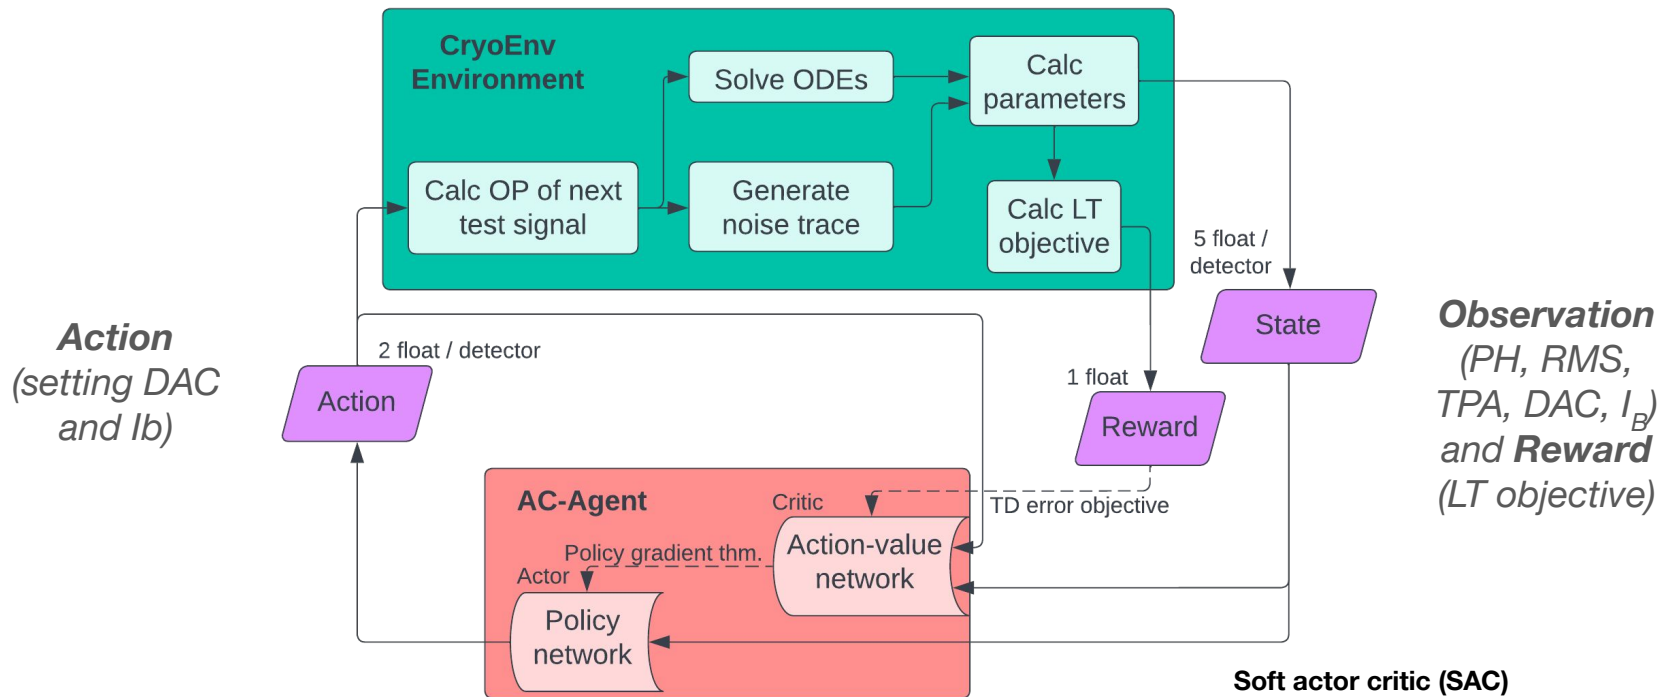 CryoEnv
Environment
Solve ODEs
Calc
parameters
Calc OP of next
test signal
Generate
noise trace
Calc LT
objective
5 float /
detector
State
Action
(setting DAC
and Ib)
2 float / detector
Action
1 float
Reward
Observation
(PH, RMS,
TPA, DAC, I_B)
and Reward
(LT objective)
AC-Agent
Critic
TD error objective
Action-value
network
Policy gradient thm.
Actor
Policy
network
Soft actor critic (SAC)